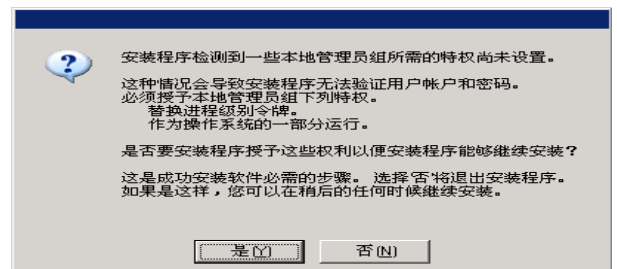 安装程序检测到一些本地管理员组所需的特权尚未设置。
这种情况会导致安装程序无法验证用户帐户和密码。
必须授予本地管理员组下列特权。
替换进程级别令牌。
作为操作系统的一部分运行。
是否要安装程序授予这些权利以便安装程序能够继续安装?
这是成功安装软件必需的步骤。 选择'否'将退出安装程序。
如果是这样，您可以在稍后的任何时候继续安装。
是(Y) 否(N)